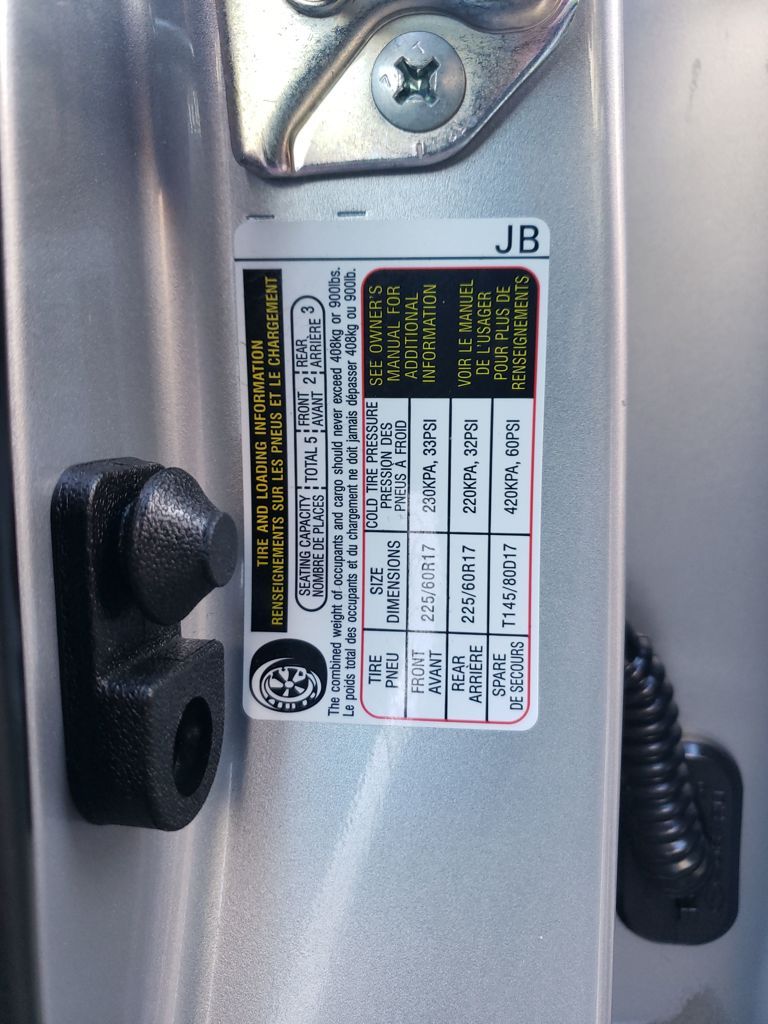 JB
TIRE AND LOADING INFORMATION
RENSEIGNEMENTS SUR LES PNEUS ET LE CHARGEMENT
SEATING CAPACITY
NOMBRE DE PLACES
TOTAL 5
FRONT
AVANT 2
REAR
ARRIÈRE 3
The combined weight of occupants and cargo should never exceed 408kg or 900lbs.
Le poids total des occupants et du chargement ne doit jamais dépasser 408kg ou 900lb.
TIRE
PNEU
SIZE
DIMENSIONS
COLD TIRE PRESSURE
PRESSION DES
PNEUS À FROID
FRONT
AVANT
225/60R17
230KPA, 33PSI
REAR
ARRIÈRE
225/60R17
220KPA, 32PSI
SPARE
DE SECOURS
T145/80D17
420KPA, 60PSI
SEE OWNER'S
MANUAL FOR
ADDITIONAL
INFORMATION
VOIR LE MANUEL
DE L'USAGER
POUR PLUS DE
RENSEIGNEMENTS